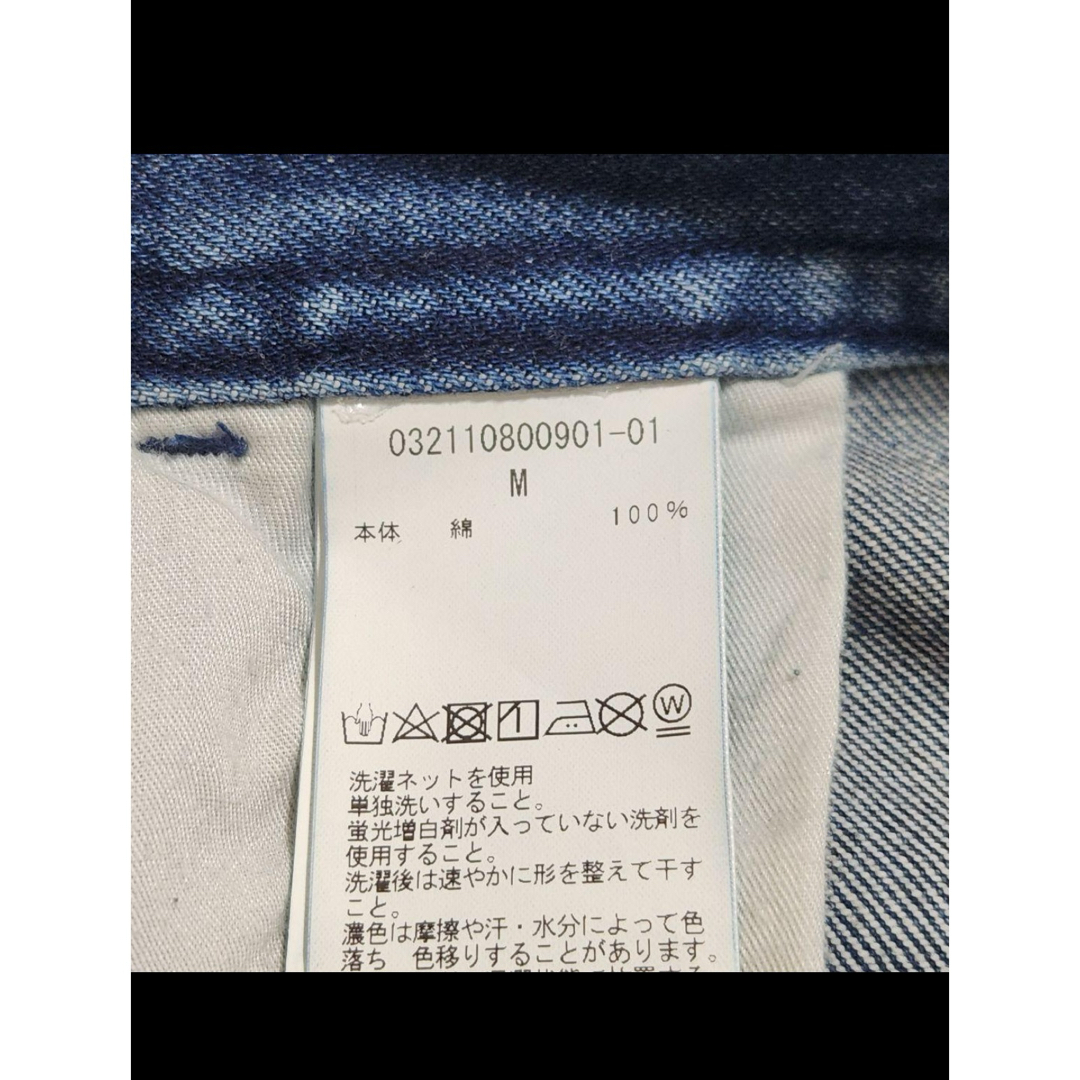 032110800901-01
M
本体 綿 100%
W
洗濯ネットを使用
単独洗いすること。
蛍光増白剤が入っていない洗剤を
使用すること。
洗濯後は速やかに形を整えて干す
こと。
濃色は摩擦や汗・水分によって色
落ち 色移りすることがあります。